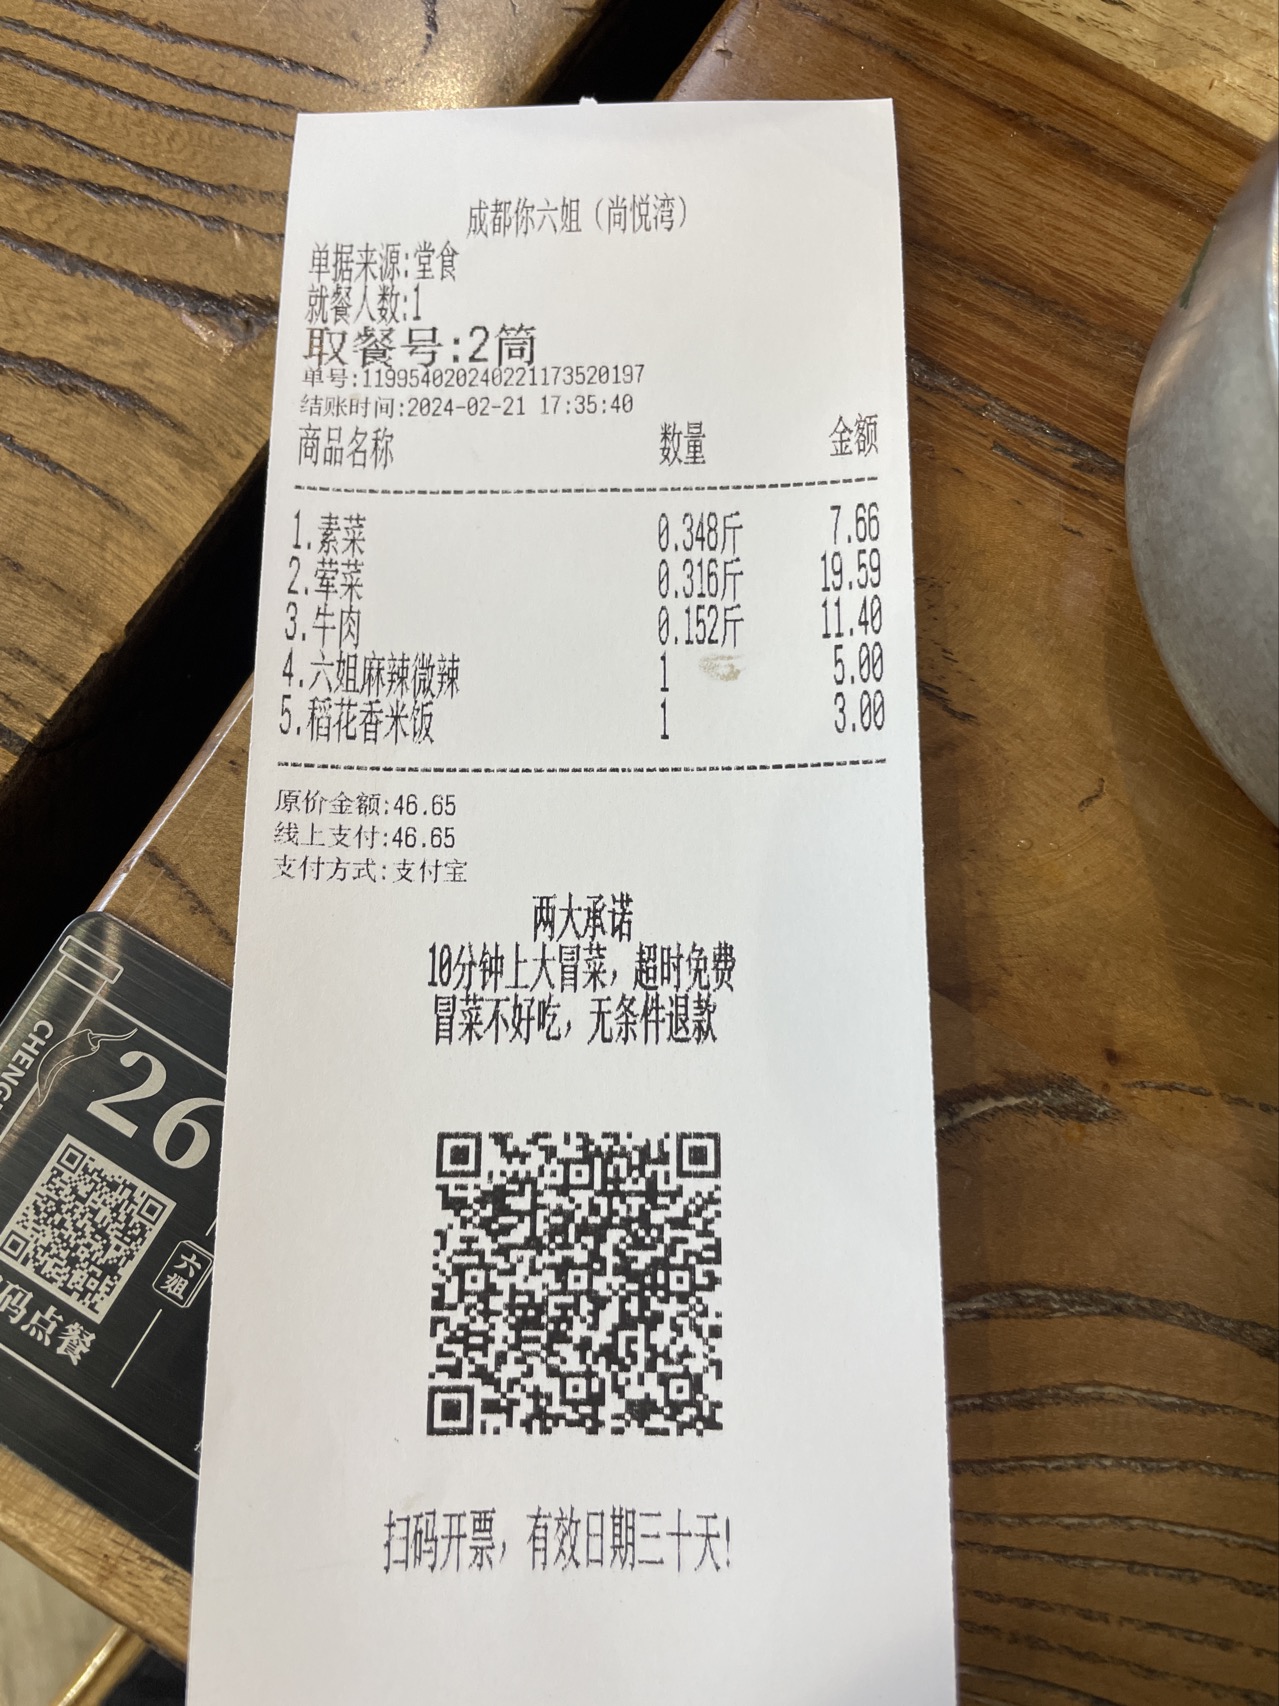 成都你六姐（尚悦湾）
单据来源:堂食
就餐人数:1
取餐号:2筒
单号:119954020240221173520197
结账时间:2024-02-21 17:35:40
商品名称 数量 金额
1.素菜 0.348斤 7.66
2.荤菜 0.316斤 19.59
3.牛肉 0.152斤 11.40
4.六姐麻辣微辣 1 5.00
5.稻花香米饭 1 3.00
原价金额:46.65
线上支付:46.65
支付方式:支付宝
两大承诺
10分钟上大冒菜，超时免费
冒菜不好吃，无条件退款
扫码开票，有效日期三十天!
CHENG
26
六姐
码点餐